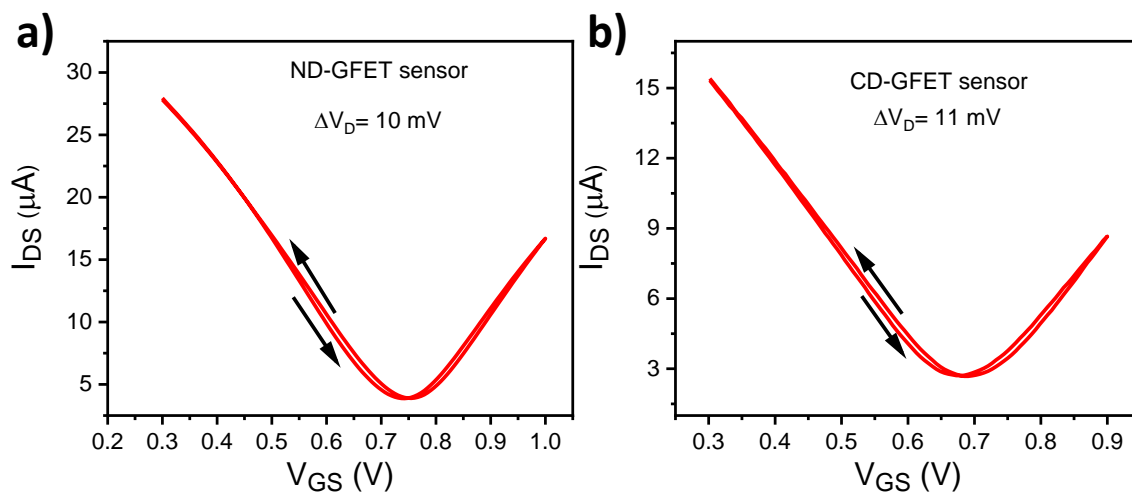 a)
ND-GFET sensor
ΔV_D= 10 mV
I_DS (μA)
30
25
20
15
10
5
0.2 0.3 0.4 0.5 0.6 0.7 0.8 0.9 1.0
V_GS (V)
b)
CD-GFET sensor
ΔV_D= 11 mV
I_DS (μA)
15
12
9
6
3
0.3 0.4 0.5 0.6 0.7 0.8 0.9
V_GS (V)